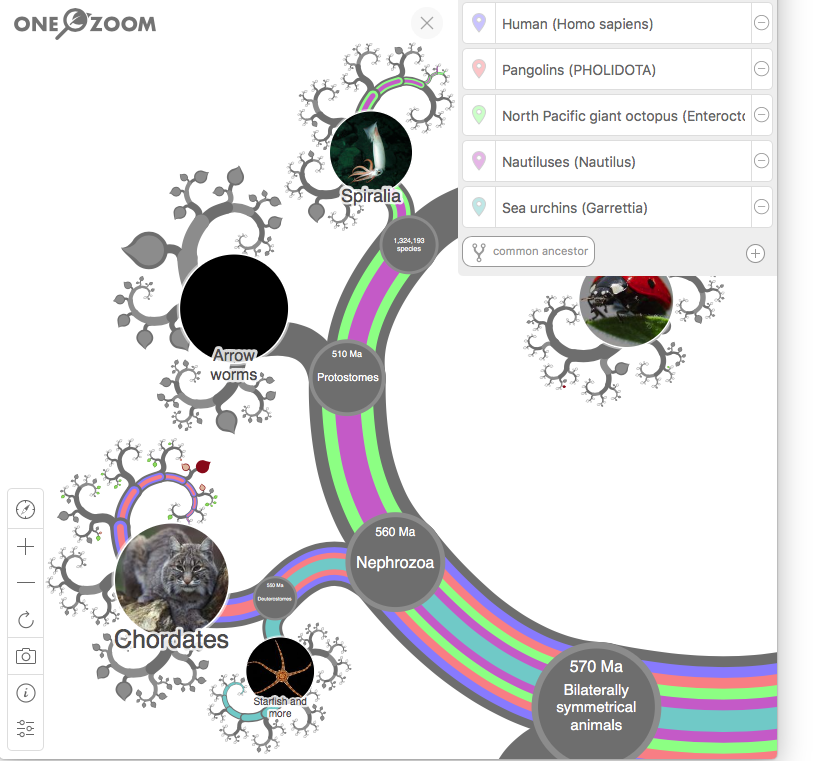 ONEZOOM
Human (Homo sapiens)
Pangolins (PHOLIDOTA)
North Pacific giant octopus (Enterocto
Nautiluses (Nautilus)
Sea urchins (Garrettia)
common ancestor
Spiralia
1,324,193
species
Arrow
worms
510 Ma
Protostomes
560 Ma
Nephrozoa
550 Ma
Deuterostomes
Chordates
Starfish and
more
570 Ma
Bilaterally
symmetrical
animals